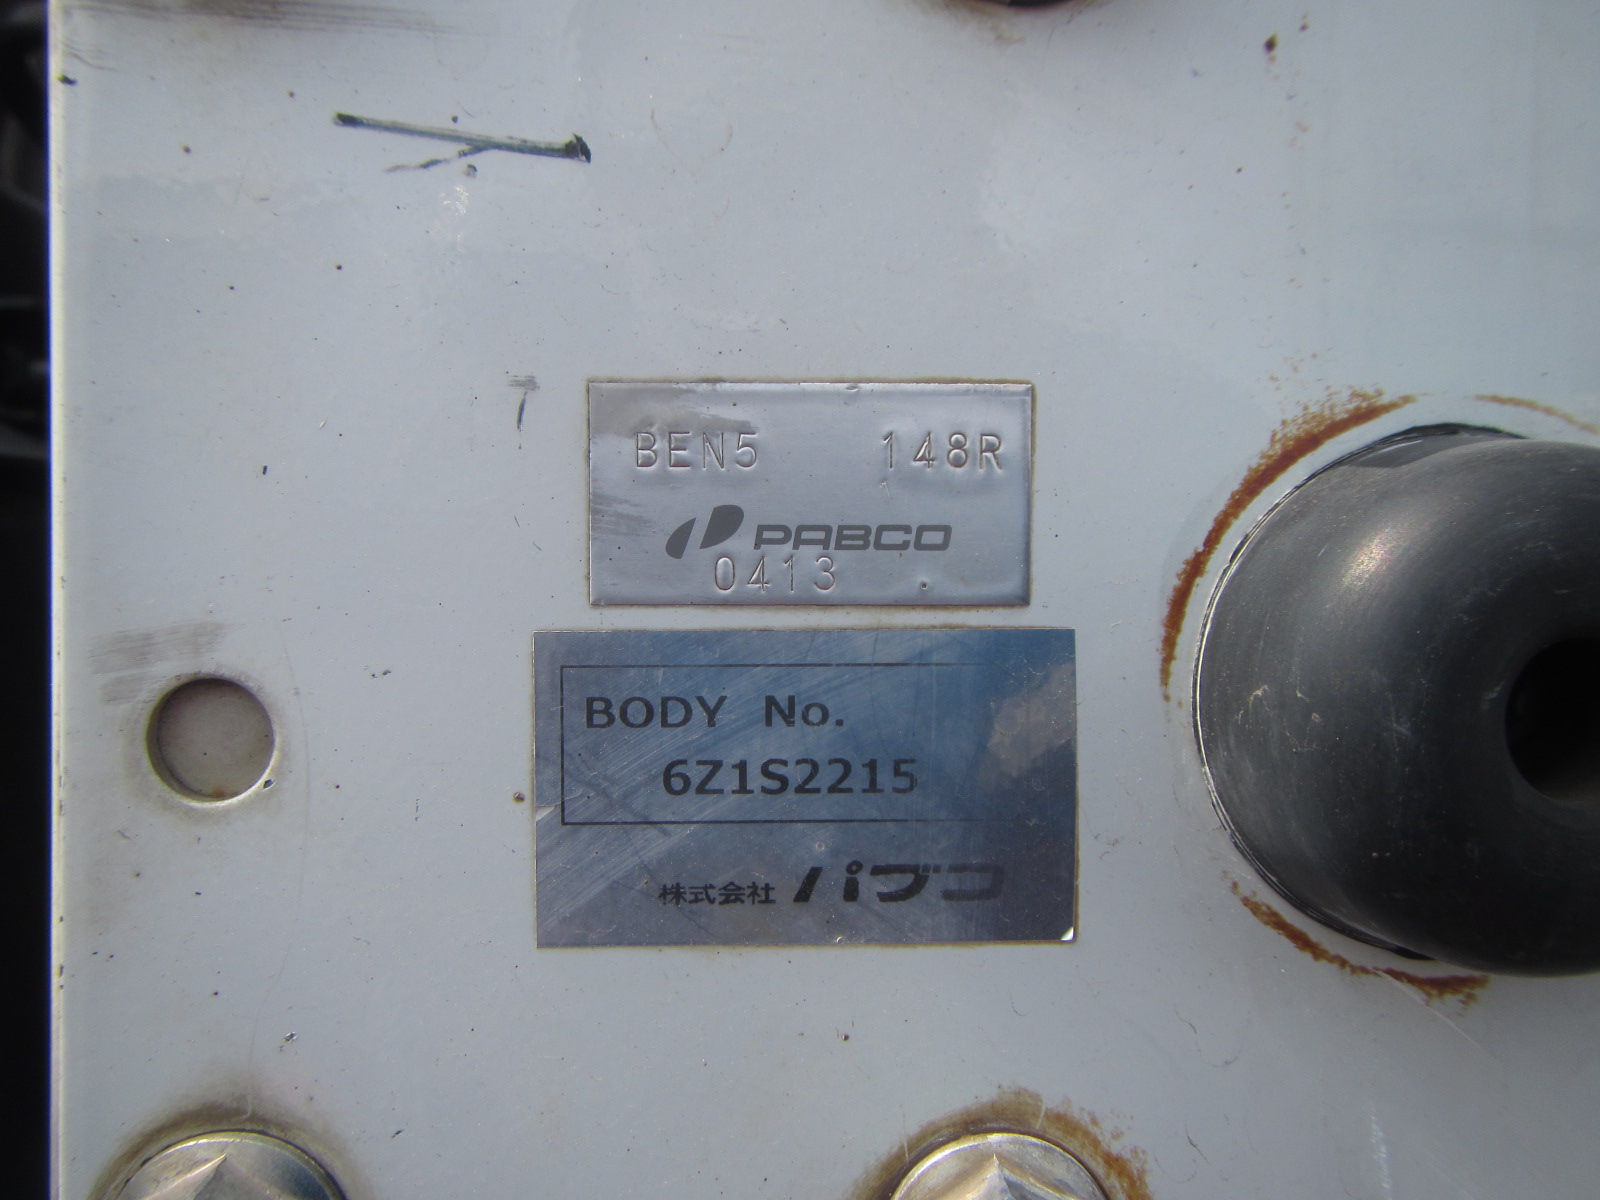 BEN5 148R
PABCO
0413 .
BODY No.
6Z1S2215
株式会社 パブコ